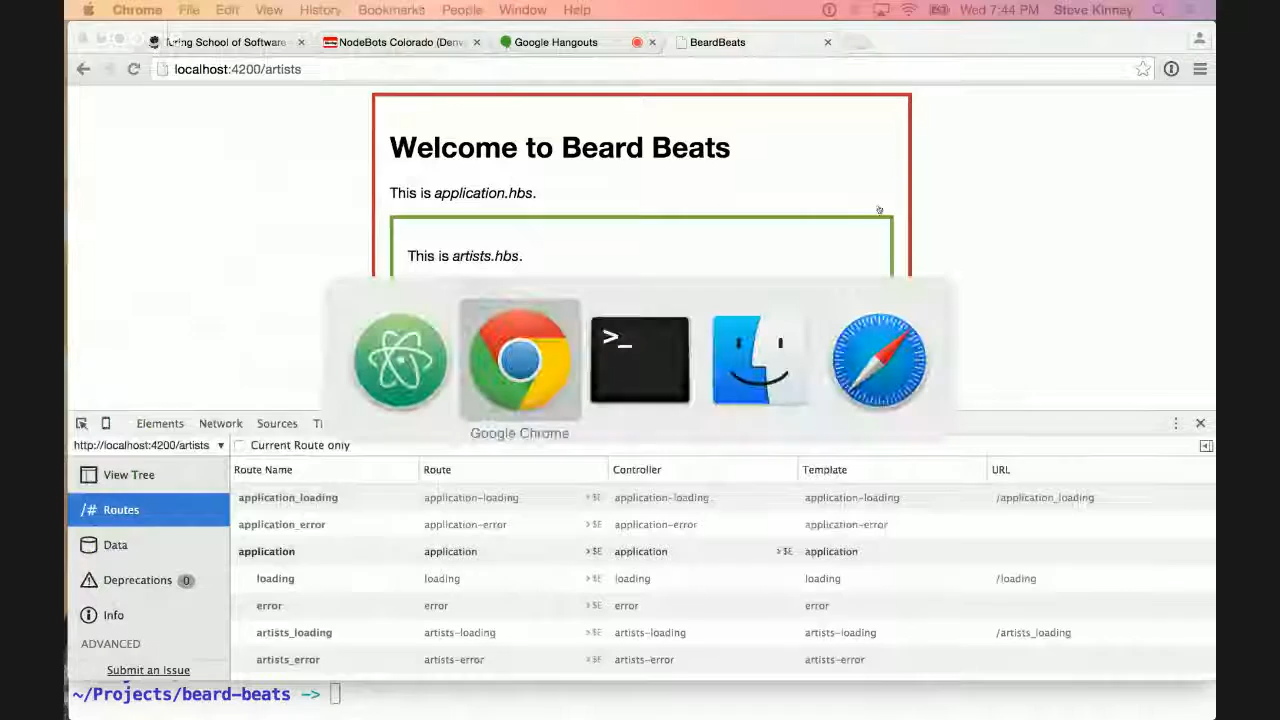 Chrome File Edit View History Bookmarks People Window Help Wed 7:44 PM Steve Kinney
Turing School of Software × NodeBots Colorado (Denv × Google Hangouts × BeardBeats ×
localhost:4200/artists
Welcome to Beard Beats
This is application.hbs.
This is artists.hbs.
>_
Google Chrome
Elements Network Sources Ti
http://localhost:4200/artists ▼ Current Route only
Route Name Route Controller Template URL
View Tree
/# Routes
Data
Deprecations 0
Info
ADVANCED
Submit an Issue
application_loading application-loading >$E application-loading application-loading /application_loading
application_error application-error >$E application-error application-error
application application >$E application >$E application
loading loading >$E loading loading /loading
error error >$E error error
artists_loading artists-loading >$E artists-loading artists-loading /artists_loading
artists_error artists-error >$E artists-error artists-error
~/Projects/beard-beats ->